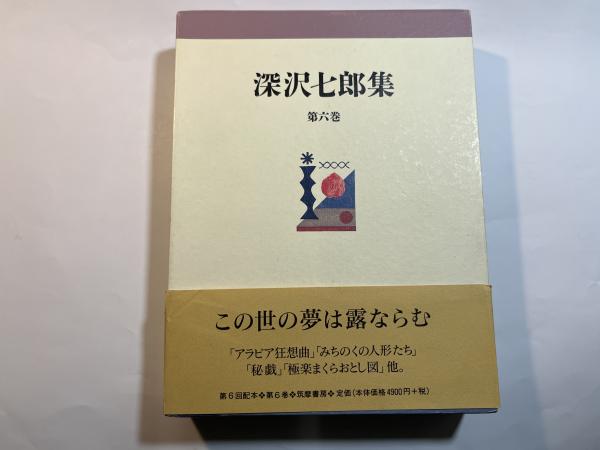 深沢七郎集
第六巻
この世の夢は露ならむ
「アラビア狂想曲」「みちのくの人形たち」
「秘戯」「極楽まくらおとし図」他。
第6回配本❖第6巻❖筑摩書房❖定価(本体価格4900円+税)